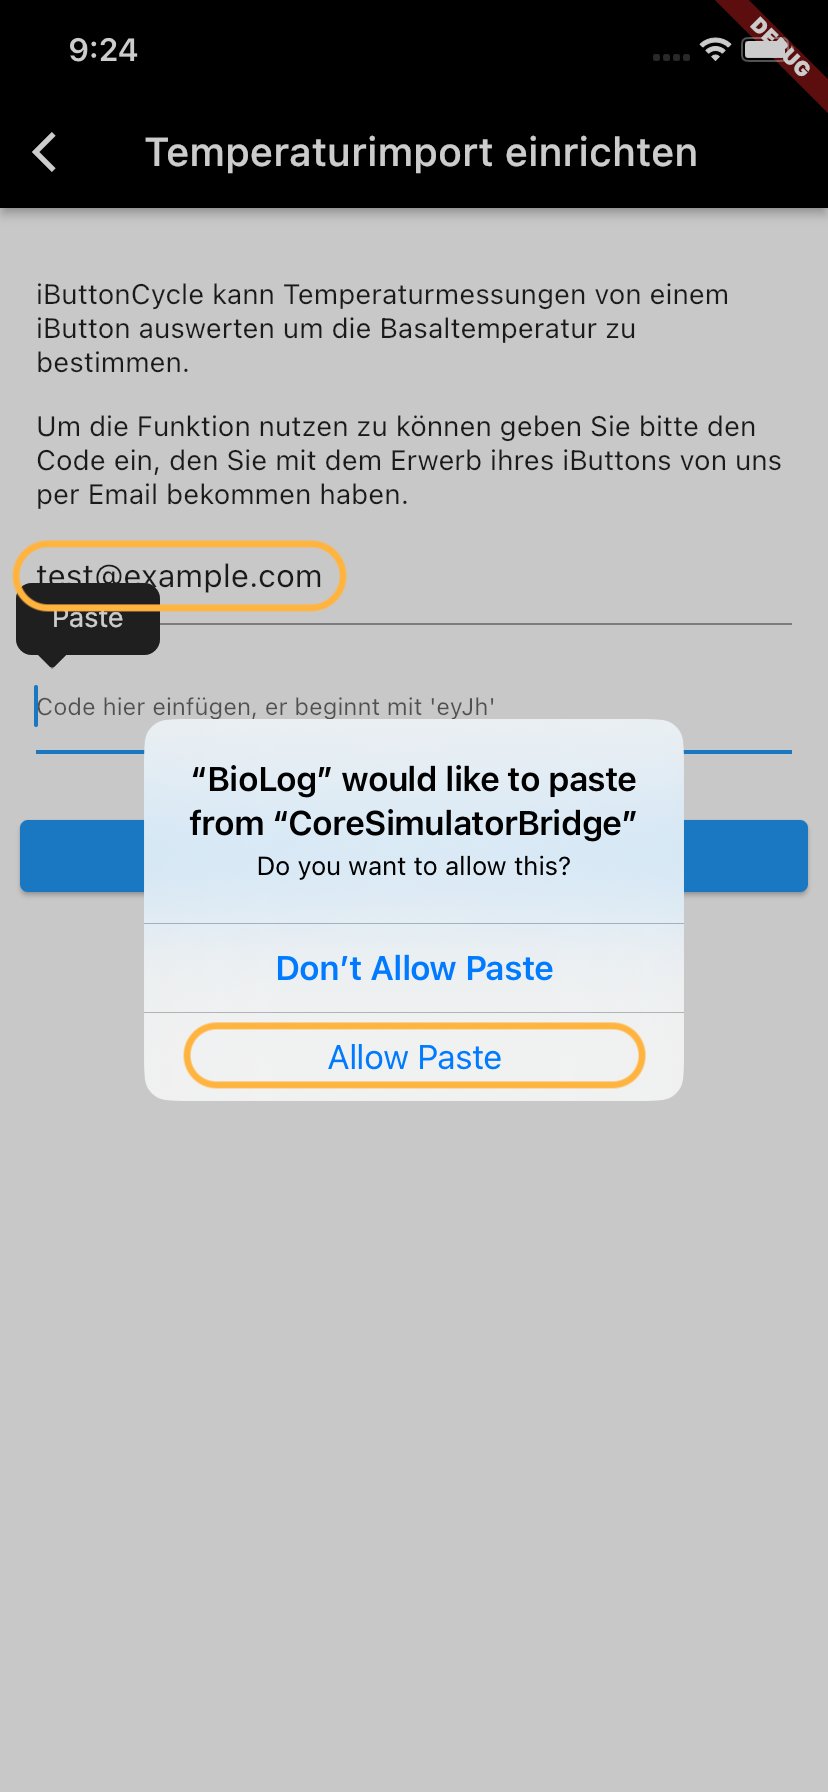 9:24
DEBUG
Temperaturimport einrichten
iButtonCycle kann Temperaturmessungen von einem
iButton auswerten um die Basaltemperatur zu
bestimmen.
Um die Funktion nutzen zu können geben Sie bitte den
Code ein, den Sie mit dem Erwerb ihres iButtons von uns
per Email bekommen haben.
test@example.com
Paste
Code hier einfügen, er beginnt mit 'eyJh'
“BioLog” would like to paste
from “CoreSimulatorBridge”
Do you want to allow this?
Don’t Allow Paste
Allow Paste